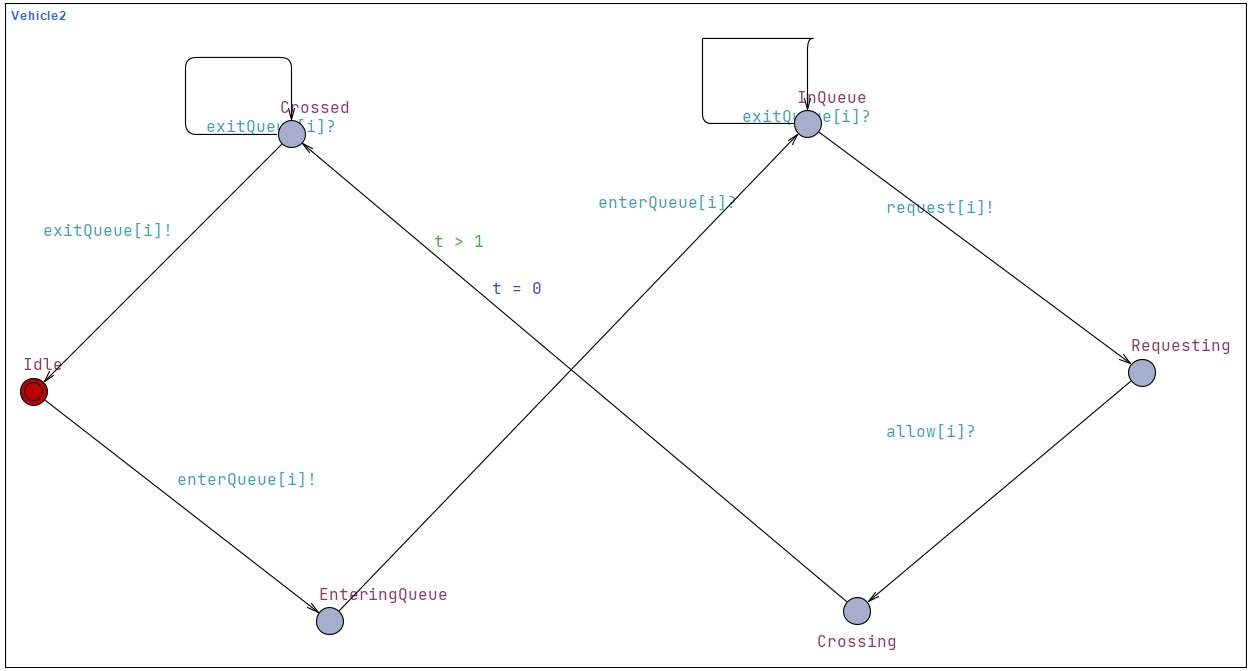 Vehicle2
Crossed
exitQueue[i]?
InQueue
exitQueue[i]?
enterQueue[i]?
request[i]!
exitQueue[i]!
t > 1
t = 0
Idle
Requesting
allow[i]?
enterQueue[i]!
EnteringQueue
Crossing